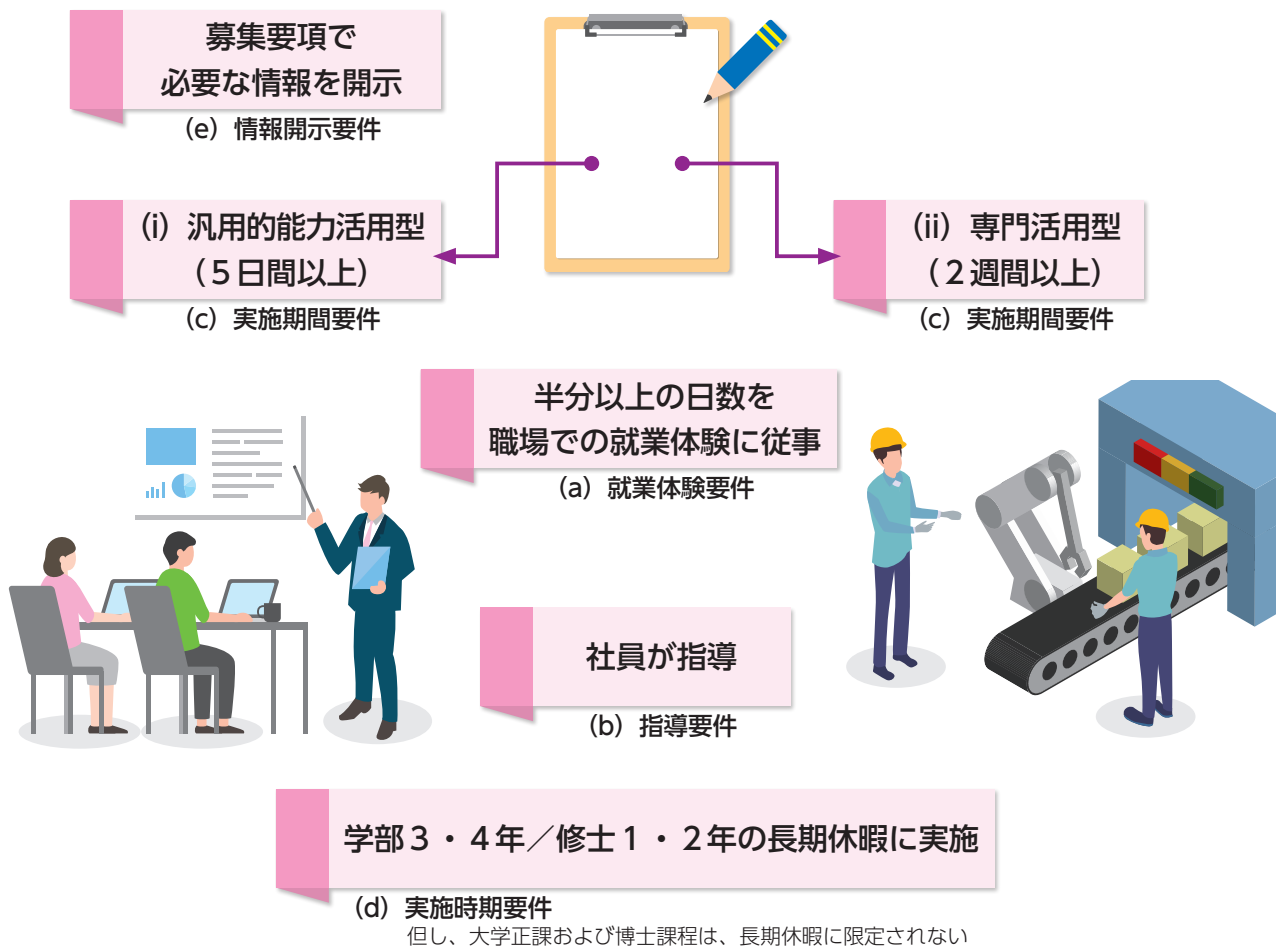 募集要項で
必要な情報を開示
（e）情報開示要件
（i）汎用的能力活用型
（５日間以上）
（c）実施期間要件
（ii）専門活用型
（２週間以上）
（c）実施期間要件
半分以上の日数を
職場での就業体験に従事
（a）就業体験要件
社員が指導
（b）指導要件
学部３・４年／修士１・２年の長期休暇に実施
（d）実施時期要件
但し、大学正課および博士課程は、長期休暇に限定されない